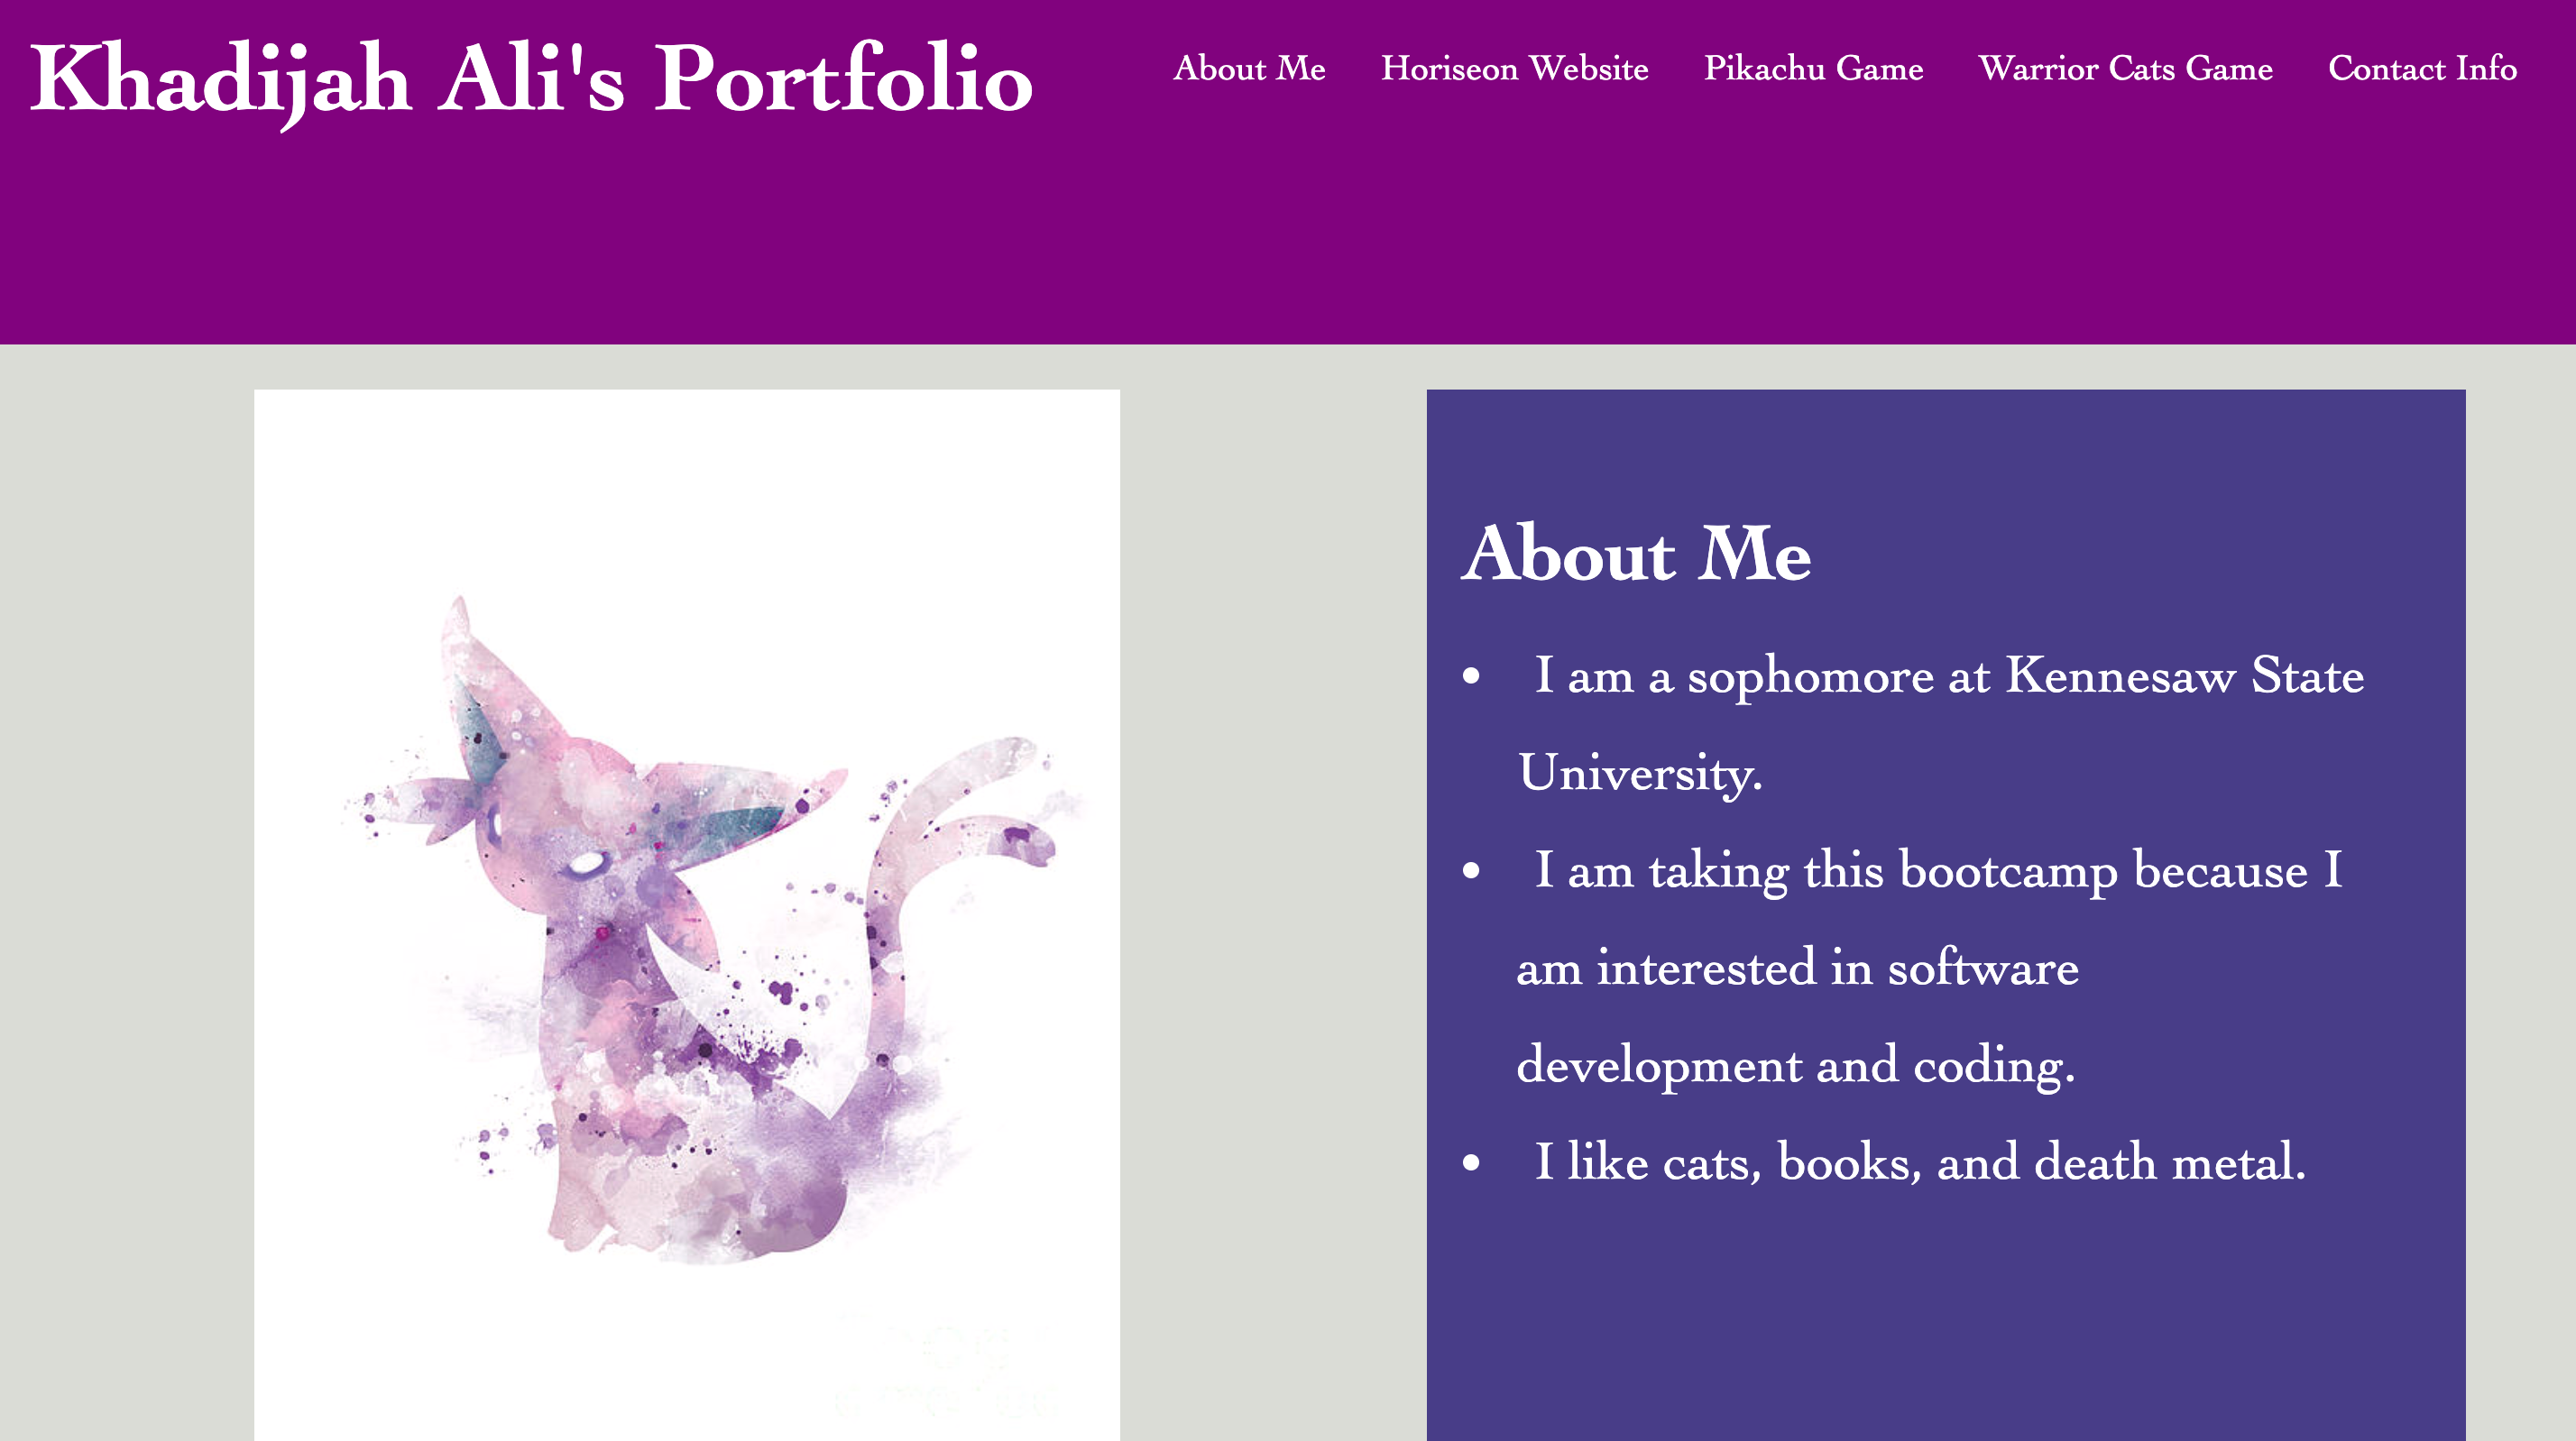 Khadijah Ali's Portfolio
About Me Horiseon Website Pikachu Game Warrior Cats Game Contact Info
About Me
• I am a sophomore at Kennesaw State
University.
• I am taking this bootcamp because I
am interested in software
development and coding.
• I like cats, books, and death metal.